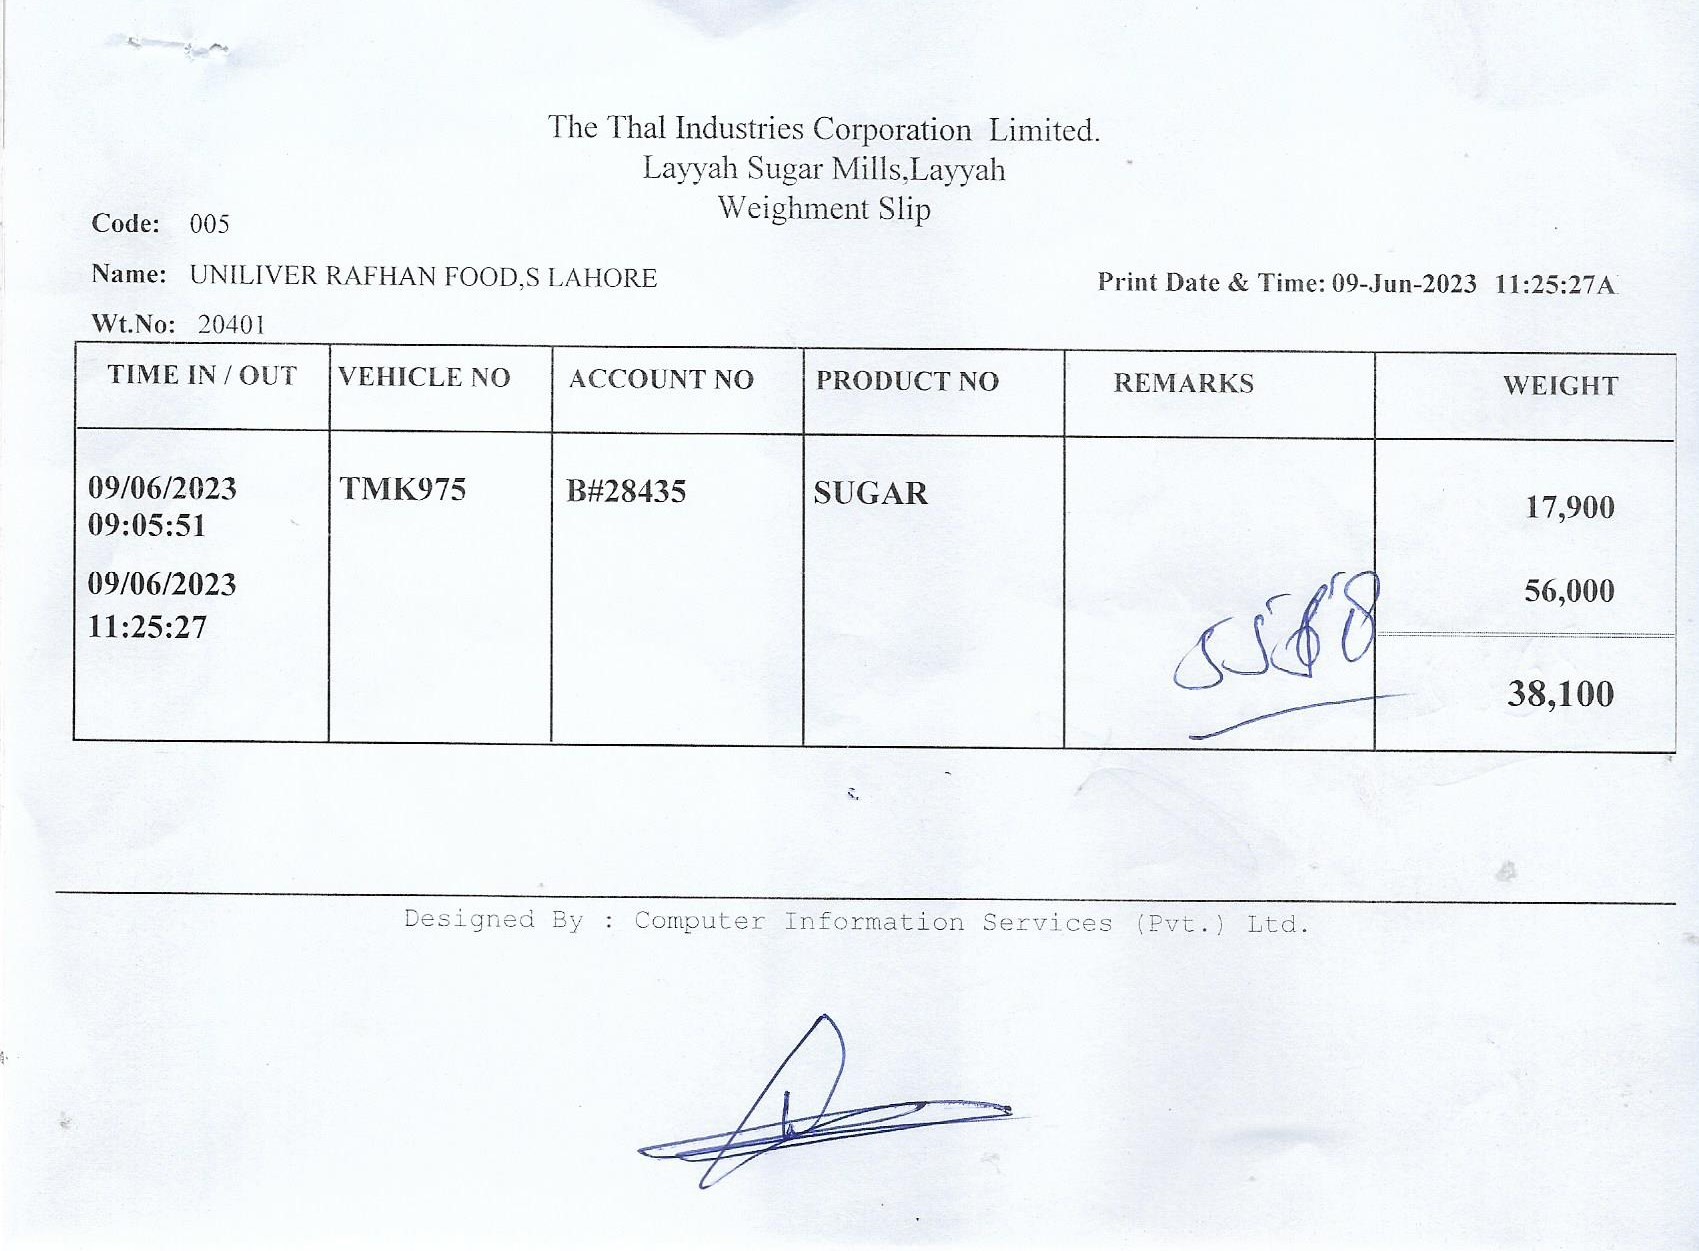 The Thal Industries Corporation Limited.
Layyah Sugar Mills,Layyah
Weighment Slip
Code: 005
Name: UNILIVER RAFHAN FOOD,S LAHORE
Print Date & Time: 09-Jun-2023 11:25:27A
Wt.No: 20401
TIME IN / OUT VEHICLE NO ACCOUNT NO PRODUCT NO REMARKS WEIGHT
09/06/2023 TMK975 B#28435 SUGAR 17,900
09:05:51
09/06/2023 56,000
11:25:27
38,100
Designed By : Computer Information Services (Pvt.) Ltd.